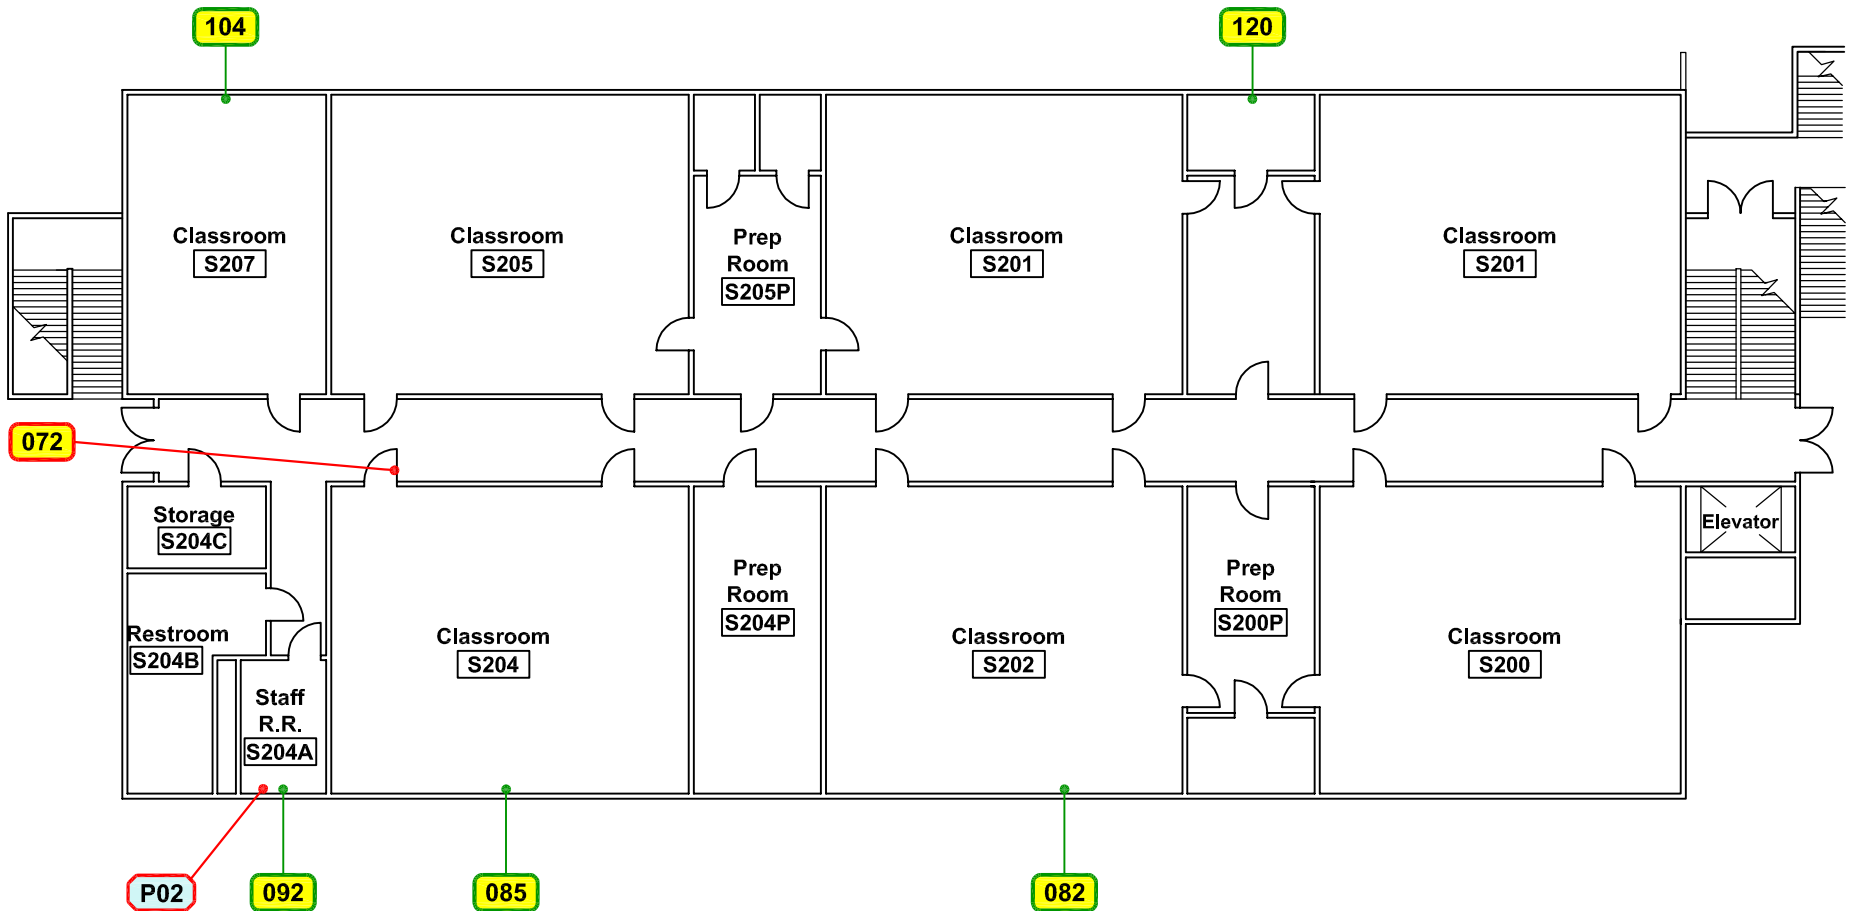 104
120
Classroom
S207
Classroom
S205
Prep
Room
S205P
Classroom
S201
Classroom
S201
072
Storage
S204C
Elevator
Restroom
S204B
Staff
R.R.
S204A
Classroom
S204
Prep
Room
S204P
Classroom
S202
Prep
Room
S200P
Classroom
S200
P02
092
085
082